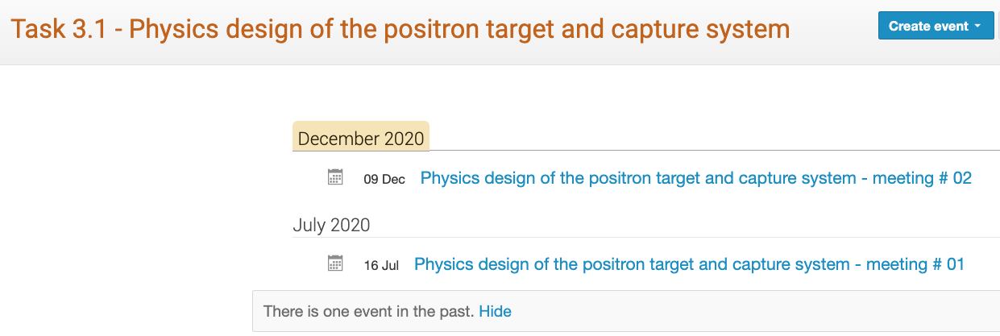 Task 3.1 - Physics design of the positron target and capture system
Create event
December 2020
09 Dec Physics design of the positron target and capture system - meeting # 02
July 2020
16 Jul Physics design of the positron target and capture system - meeting # 01
There is one event in the past. Hide